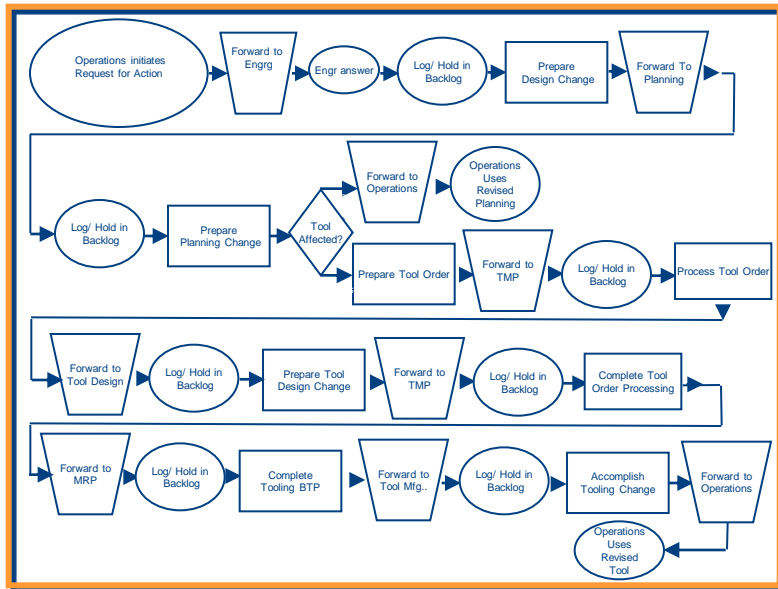 Operations initiates
Request for Action
Forward to
Engrg
Engr answer
Log/ Hold in
Backlog
Prepare
Design Change
Forward To
Planning
Log/ Hold in
Backlog
Prepare
Planning Change
Tool
Affected?
Forward to
Operations
Operations
Uses
Revised
Planning
Prepare Tool Order
Forward to
TMP
Log/ Hold in
Backlog
Process Tool Order
Forward to
Tool Design
Log/ Hold in
Backlog
Prepare Tool
Design Change
Forward to
TMP
Log/ Hold in
Backlog
Complete Tool
Order Processing
Forward to
MRP
Log/ Hold in
Backlog
Complete
Tooling BTP
Forward to
Tool Mfg..
Log/ Hold in
Backlog
Accomplish
Tooling Change
Forward to
Operations
Operations
Uses
Revised
Tool